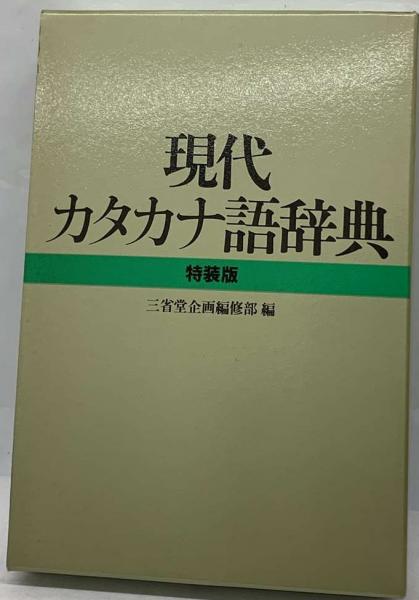 現代
カタカナ語辞典
特装版
三省堂企画編修部 編